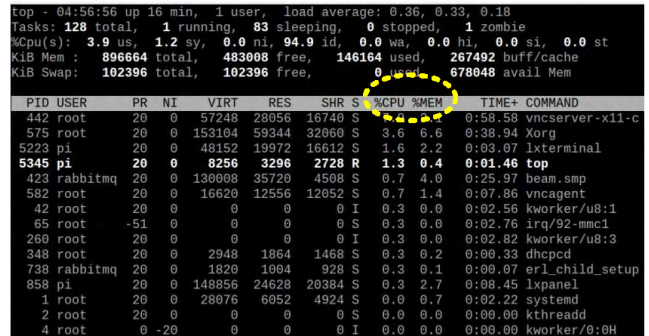 top - 04:56:56 up 16 min,  1 user,  load average: 0.36, 0.33, 0.18
Tasks: 128 total,   1 running,  83 sleeping,   0 stopped,   1 zombie
%Cpu(s):  3.9 us,  1.2 sy,  0.0 ni, 94.9 id,  0.0 wa,  0.0 hi,  0.0 si,  0.0 st
KiB Mem :   896664 total,   483008 free,   146164 used,   267492 buff/cache
KiB Swap:   102396 total,   102396 free,        0 used.   678048 avail Mem
PID USER      PR  NI    VIRT    RES    SHR S %CPU %MEM     TIME+ COMMAND
442 root      20   0   57248  28056  16740 S     0:58.58 vncserver-x11-c
575 root      20   0  153104  59344  32060 S  3.6  6.6   0:38.94 Xorg
5223 pi        20   0   48152  19972  16612 S  1.6  2.2   0:03.07 lxterminal
5345 pi        20   0    8256   3296   2728 R  1.3  0.4   0:01.46 top
423 rabbitmq  20   0  130008  35720   4508 S  0.7  4.0   0:25.97 beam.smp
582 root      20   0   16620  12556  12052 S  0.7  1.4   0:07.86 vncagent
42 root      20   0       0      0      0 I  0.3  0.0   0:02.56 kworker/u8:1
65 root     -51   0       0      0      0 S  0.3  0.0   0:02.76 irq/92-mmc1
260 root      20   0       0      0      0 I  0.3  0.0   0:02.82 kworker/u8:3
348 root      20   0    2948   1864   1468 S  0.3  0.2   0:00.33 dhcpcd
738 rabbitmq  20   0    1820   1004    928 S  0.3  0.1   0:00.07 erl_child_setup
858 pi        20   0  148856  24628  20384 S  0.3  2.7   0:08.45 lxpanel
1 root      20   0   28076   6052   4924 S  0.0  0.7   0:02.22 systemd
2 root      20   0       0      0      0 S  0.0  0.0   0:00.00 kthreadd
4 root       0 -20       0      0      0 I  0.0  0.0   0:00.00 kworker/0:0H